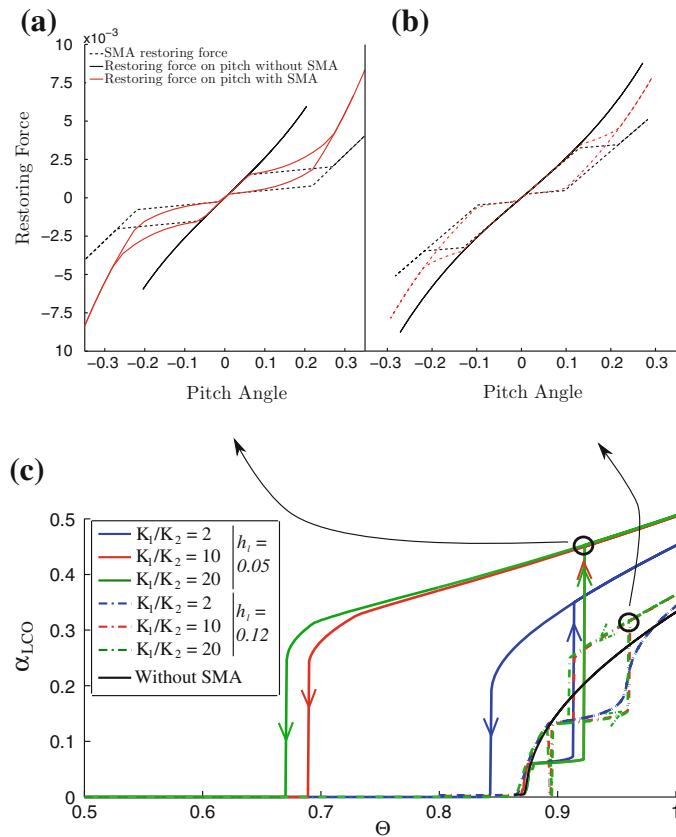 (a)
(b)
×10⁻³
10
7.5
5
2.5
0
−2.5
−5
−7.5
10
Restoring Force
SMA restoring force
Restoring force on pitch without SMA
Restoring force on pitch with SMA
−0.3 −0.2 −0.1 0 0.1 0.2 0.3
Pitch Angle
−0.3 −0.2 −0.1 0 0.1 0.2 0.3
Pitch Angle
(c)
0.5
0.4
0.3
0.2
0.1
0
α_LCO
K₁/K₂ = 2
K₁/K₂ = 10
K₁/K₂ = 20
h_l = 0.05
K₁/K₂ = 2
K₁/K₂ = 10
K₁/K₂ = 20
h_l = 0.12
Without SMA
0.5 0.6 0.7 0.8 0.9 1
Θ